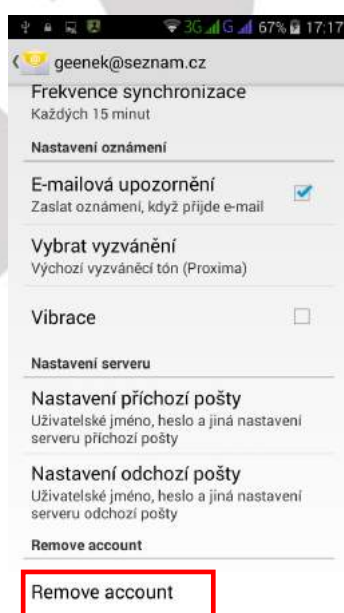 3G G 67% 17:17
geenek@seznam.cz
Frekvence synchronizace
Každých 15 minut
Nastavení oznámení
E-mailová upozornění
Zaslat oznámení, když přijde e-mail
Vybrat vyzvánění
Výchozí vyzváněcí tón (Proxima)
Vibrace
Nastavení serveru
Nastavení příchozí pošty
Uživatelské jméno, heslo a jiná nastavení
serveru příchozí pošty
Nastavení odchozí pošty
Uživatelské jméno, heslo a jiná nastavení
serveru odchozí pošty
Remove account
Remove account